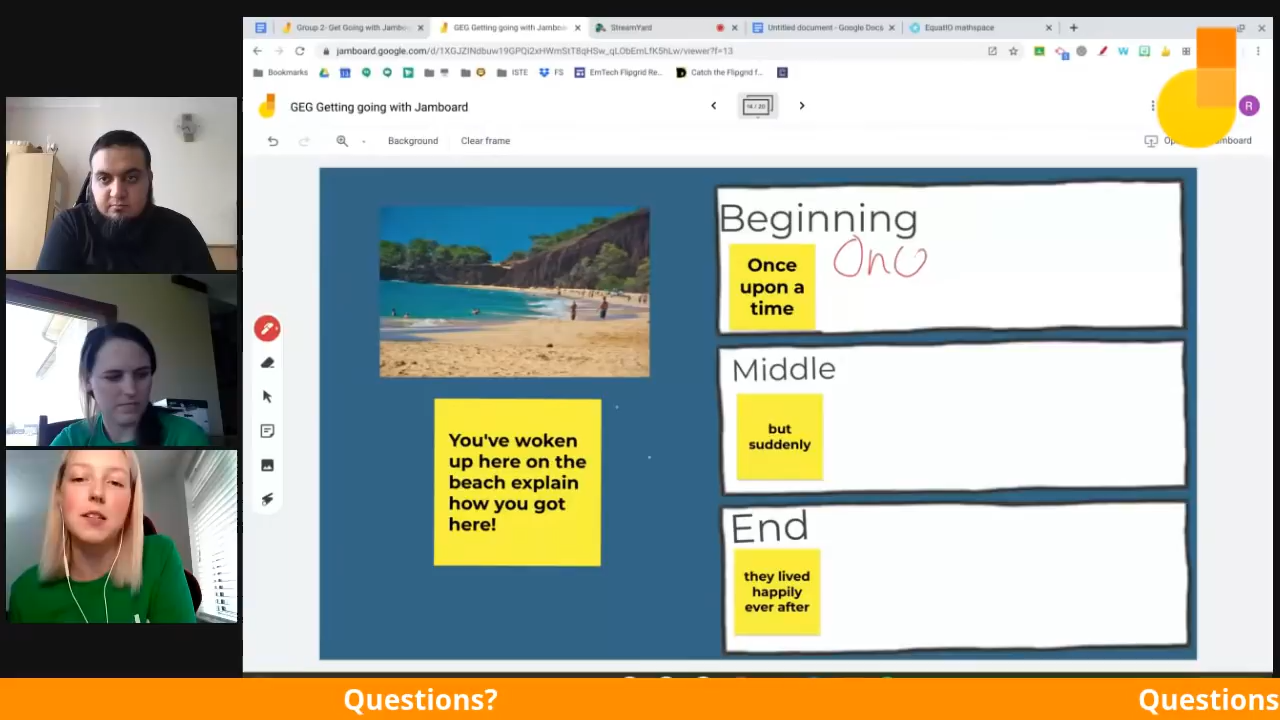 Group 2- Get Going with Jambo
GEG Getting going with Jamboa
StreamYard
Untitled document - Google Docs
EquatIO mathspace
jamboard.google.com/d/1XGJZINdbuw19GPQi2xHWmStT8qHSw_qLObEmLfK5hLw/viewer?f=13
Bookmarks
ISTE
FS
EmTech Flipgrid Re...
Catch the Flipgrid f...
GEG Getting going with Jamboard
14 / 20
R
Background
Clear frame
Beginning
Once
upon a
time
Onc
Middle
but
suddenly
You've woken
up here on the
beach explain
how you got
here!
End
they lived
happily
ever after
Questions?
Questions